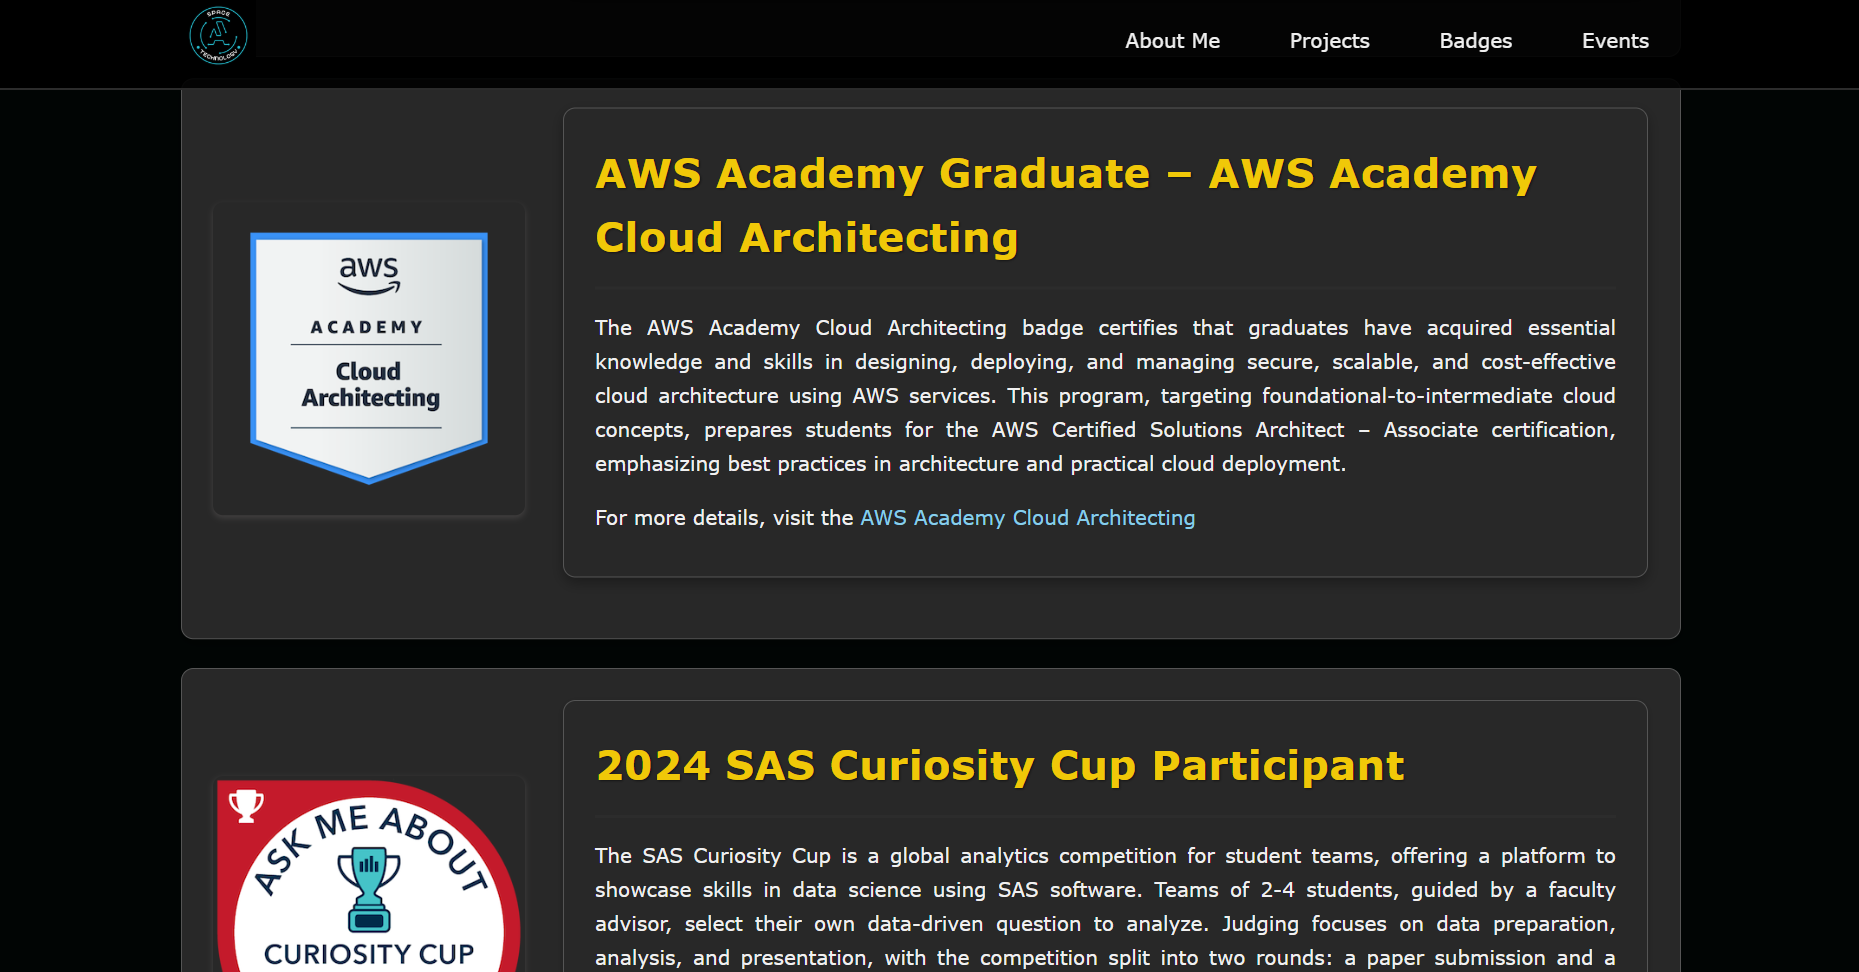 SPACE
TECHNOLOGY
About Me
Projects
Badges
Events
aws
ACADEMY
Cloud
Architecting
AWS Academy Graduate – AWS Academy
Cloud Architecting
The AWS Academy Cloud Architecting badge certifies that graduates have acquired essential
knowledge and skills in designing, deploying, and managing secure, scalable, and cost-effective
cloud architecture using AWS services. This program, targeting foundational-to-intermediate cloud
concepts, prepares students for the AWS Certified Solutions Architect – Associate certification,
emphasizing best practices in architecture and practical cloud deployment.
For more details, visit the AWS Academy Cloud Architecting
ASK ME ABOUT
CURIOSITY CUP
2024 SAS Curiosity Cup Participant
The SAS Curiosity Cup is a global analytics competition for student teams, offering a platform to
showcase skills in data science using SAS software. Teams of 2-4 students, guided by a faculty
advisor, select their own data-driven question to analyze. Judging focuses on data preparation,
analysis, and presentation, with the competition split into two rounds: a paper submission and a